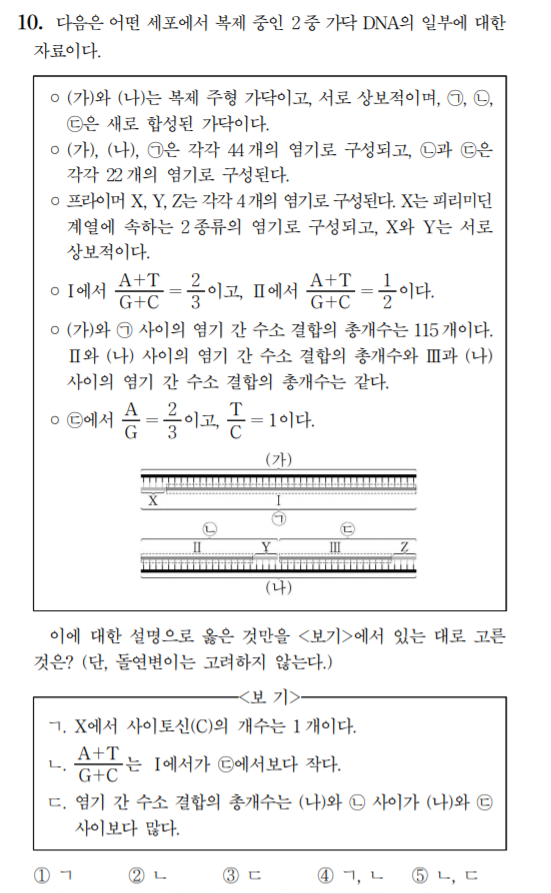 10. 다음은 어떤 세포에서 복제 중인 2중 가닥 DNA의 일부에 대한
자료이다.
○ (가)와 (나)는 복제 주형 가닥이고, 서로 상보적이며, ㉠, ㉡,
㉢은 새로 합성된 가닥이다.
○ (가), (나), ㉠은 각각 44개의 염기로 구성되고, ㉡과 ㉢은
각각 22개의 염기로 구성된다.
○ 프라이머 X, Y, Z는 각각 4개의 염기로 구성된다. X는 피리미딘
계열에 속하는 2종류의 염기로 구성되고, X와 Y는 서로
상보적이다.
○ Ⅰ에서 (A+T)/(G+C) = 2/3이고, Ⅱ에서 (A+T)/(G+C) = 1/2이다.
○ (가)와 ㉠ 사이의 염기 간 수소 결합의 총개수는 115개이다.
Ⅱ와 (나) 사이의 염기 간 수소 결합의 총개수와 Ⅲ과 (나)
사이의 염기 간 수소 결합의 총개수는 같다.
○ ㉢에서 A/G = 2/3이고, T/C = 1이다.
(가)
X Ⅰ
㉠
㉡ ㉢
Ⅱ Y Ⅲ Z
(나)
이에 대한 설명으로 옳은 것만을 <보기>에서 있는 대로 고른
것은? (단, 돌연변이는 고려하지 않는다.)
<보 기>
ㄱ. X에서 사이토신(C)의 개수는 1개이다.
ㄴ. (A+T)/(G+C)는 Ⅰ에서가 ㉢에서보다 작다.
ㄷ. 염기 간 수소 결합의 총개수는 (나)와 ㉡ 사이가 (나)와 ㉢
사이보다 많다.
① ㄱ ② ㄴ ③ ㄷ ④ ㄱ, ㄴ ⑤ ㄴ, ㄷ